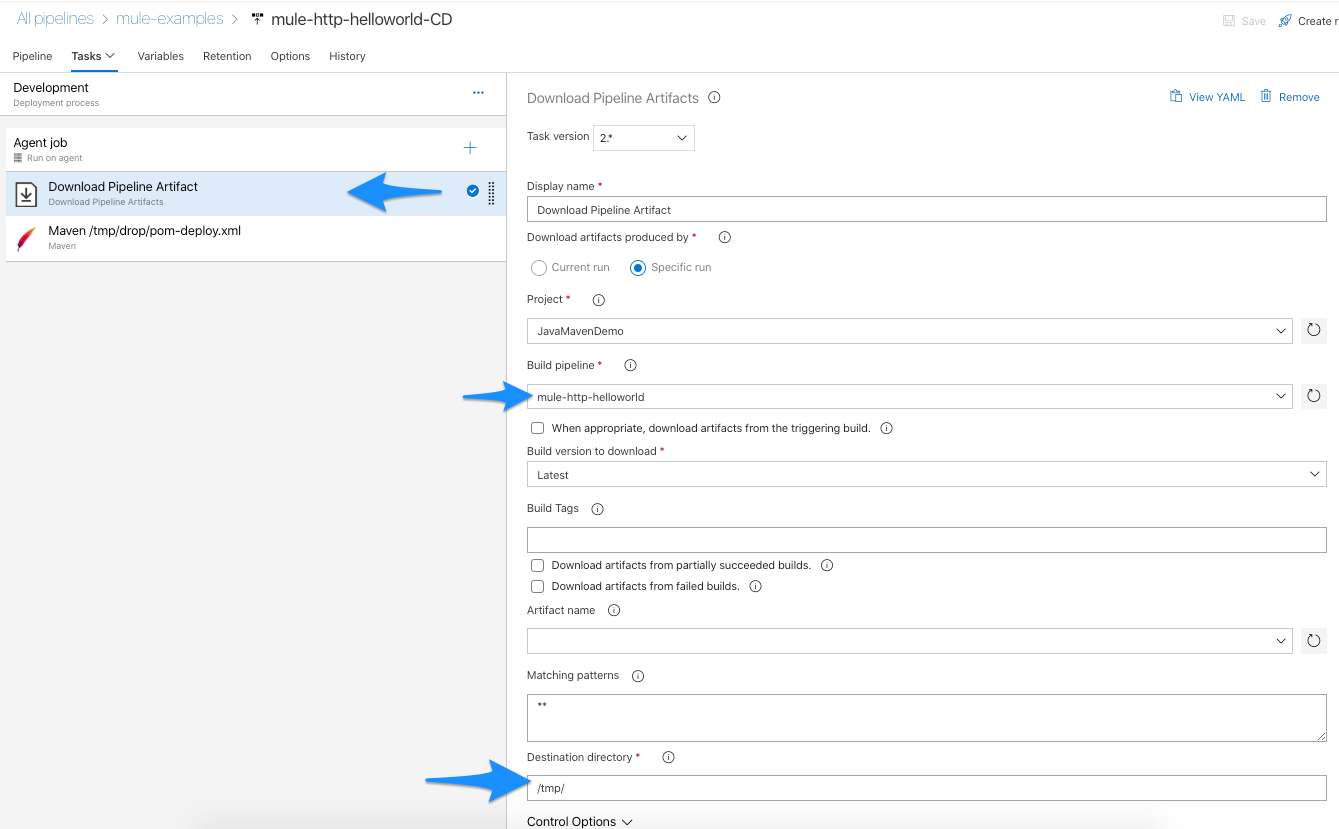 All pipelines > mule-examples > mule-http-helloworld-CD
Save Create r
Pipeline Tasks Variables Retention Options History
Development
Deployment process
...
Agent job
Run on agent
Download Pipeline Artifact
Download Pipeline Artifacts
Maven /tmp/drop/pom-deploy.xml
Maven
Download Pipeline Artifacts
View YAML Remove
Task version 2.*
Display name *
Download Pipeline Artifact
Download artifacts produced by *
Current run Specific run
Project *
JavaMavenDemo
Build pipeline *
mule-http-helloworld
When appropriate, download artifacts from the triggering build.
Build version to download *
Latest
Build Tags
Download artifacts from partially succeeded builds.
Download artifacts from failed builds.
Artifact name
Matching patterns
**
Destination directory *
/tmp/
Control Options